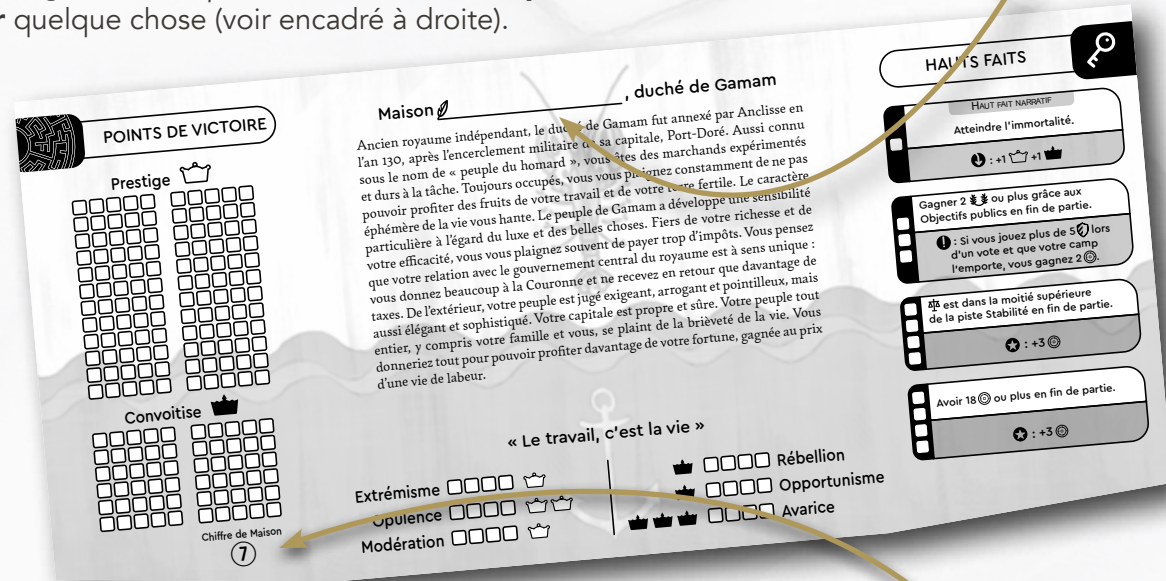 r quelque chose (voir encadré à droite).
POINTS DE VICTOIRE
Prestige
Convoitise
Chiffre de Maison
7
Maison , duché de Gamam
Ancien royaume indépendant, le duché de Gamam fut annexé par Anclisse en
l'an 130, après l'encerclement militaire de sa capitale, Port-Doré. Aussi connu
sous le nom de « peuple du homard », vous êtes des marchands expérimentés
et durs à la tâche. Toujours occupés, vous vous plaignez constamment de ne pas
pouvoir profiter des fruits de votre travail et de votre terre fertile. Le caractère
éphémère de la vie vous hante. Le peuple de Gamam a développé une sensibilité
particulière à l'égard du luxe et des belles choses. Fiers de votre richesse et de
votre efficacité, vous vous plaignez souvent de payer trop d'impôts. Vous pensez
que votre relation avec le gouvernement central du royaume est à sens unique :
vous donnez beaucoup à la Couronne et ne recevez en retour que davantage de
taxes. De l'extérieur, votre peuple est jugé exigeant, arrogant et pointilleux, mais
aussi élégant et sophistiqué. Votre capitale est propre et sûre. Votre peuple tout
entier, y compris votre famille et vous, se plaint de la brièveté de la vie. Vous
donneriez tout pour pouvoir profiter davantage de votre fortune, gagnée au prix
d'une vie de labeur.
« Le travail, c'est la vie »
Extrémisme
Opulence
Modération
Rébellion
Opportunisme
Avarice
HAUTS FAITS
HAUT FAIT NARRATIF
Atteindre l'immortalité.
: +1 +1
Gagner 2 ou plus grâce aux
Objectifs publics en fin de partie.
: Si vous jouez plus de 5 lors
d'un vote et que votre camp
l'emporte, vous gagnez 2 .
est dans la moitié supérieure
de la piste Stabilité en fin de partie.
: +3
Avoir 18 ou plus en fin de partie.
: +3